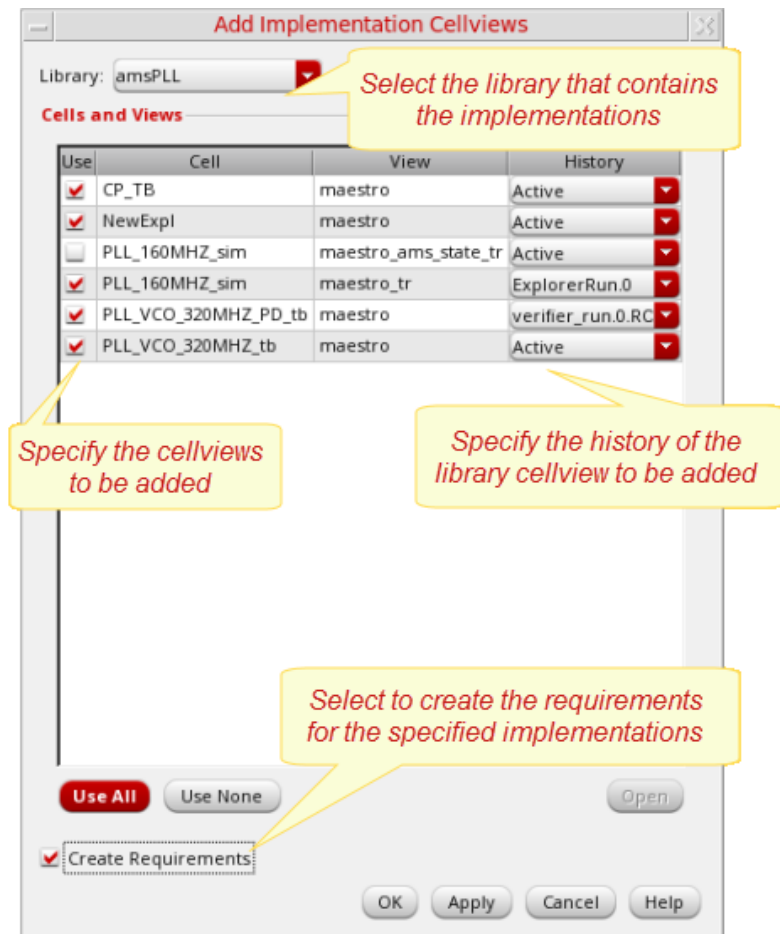 Add Implementation Cellviews
Library: amsPLL
Select the library that contains
the implementations
Cells and Views
Use Cell View History
CP_TB maestro Active
NewExpl maestro Active
PLL_160MHZ_sim maestro_ams_state_tr Active
PLL_160MHZ_sim maestro_tr ExplorerRun.0
PLL_VCO_320MHZ_PD_tb maestro verifier_run.0.RC
PLL_VCO_320MHZ_tb maestro Active
Specify the cellviews
to be added
Specify the history of the
library cellview to be added
Select to create the requirements
for the specified implementations
Use All Use None Open
Create Requirements
OK Apply Cancel Help